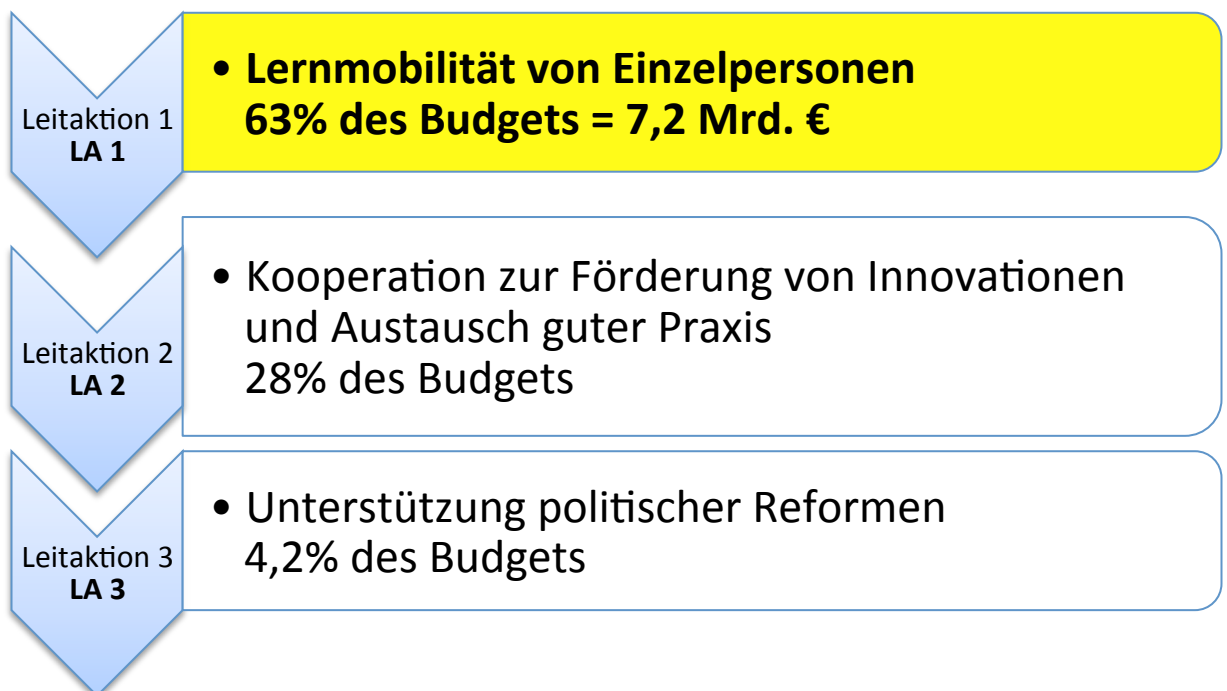 Leitaktion 1
LA 1
• Lernmobilität von Einzelpersonen
63% des Budgets = 7,2 Mrd. €
Leitaktion 2
LA 2
• Kooperation zur Förderung von Innovationen
und Austausch guter Praxis
28% des Budgets
Leitaktion 3
LA 3
• Unterstützung politischer Reformen
4,2% des Budgets